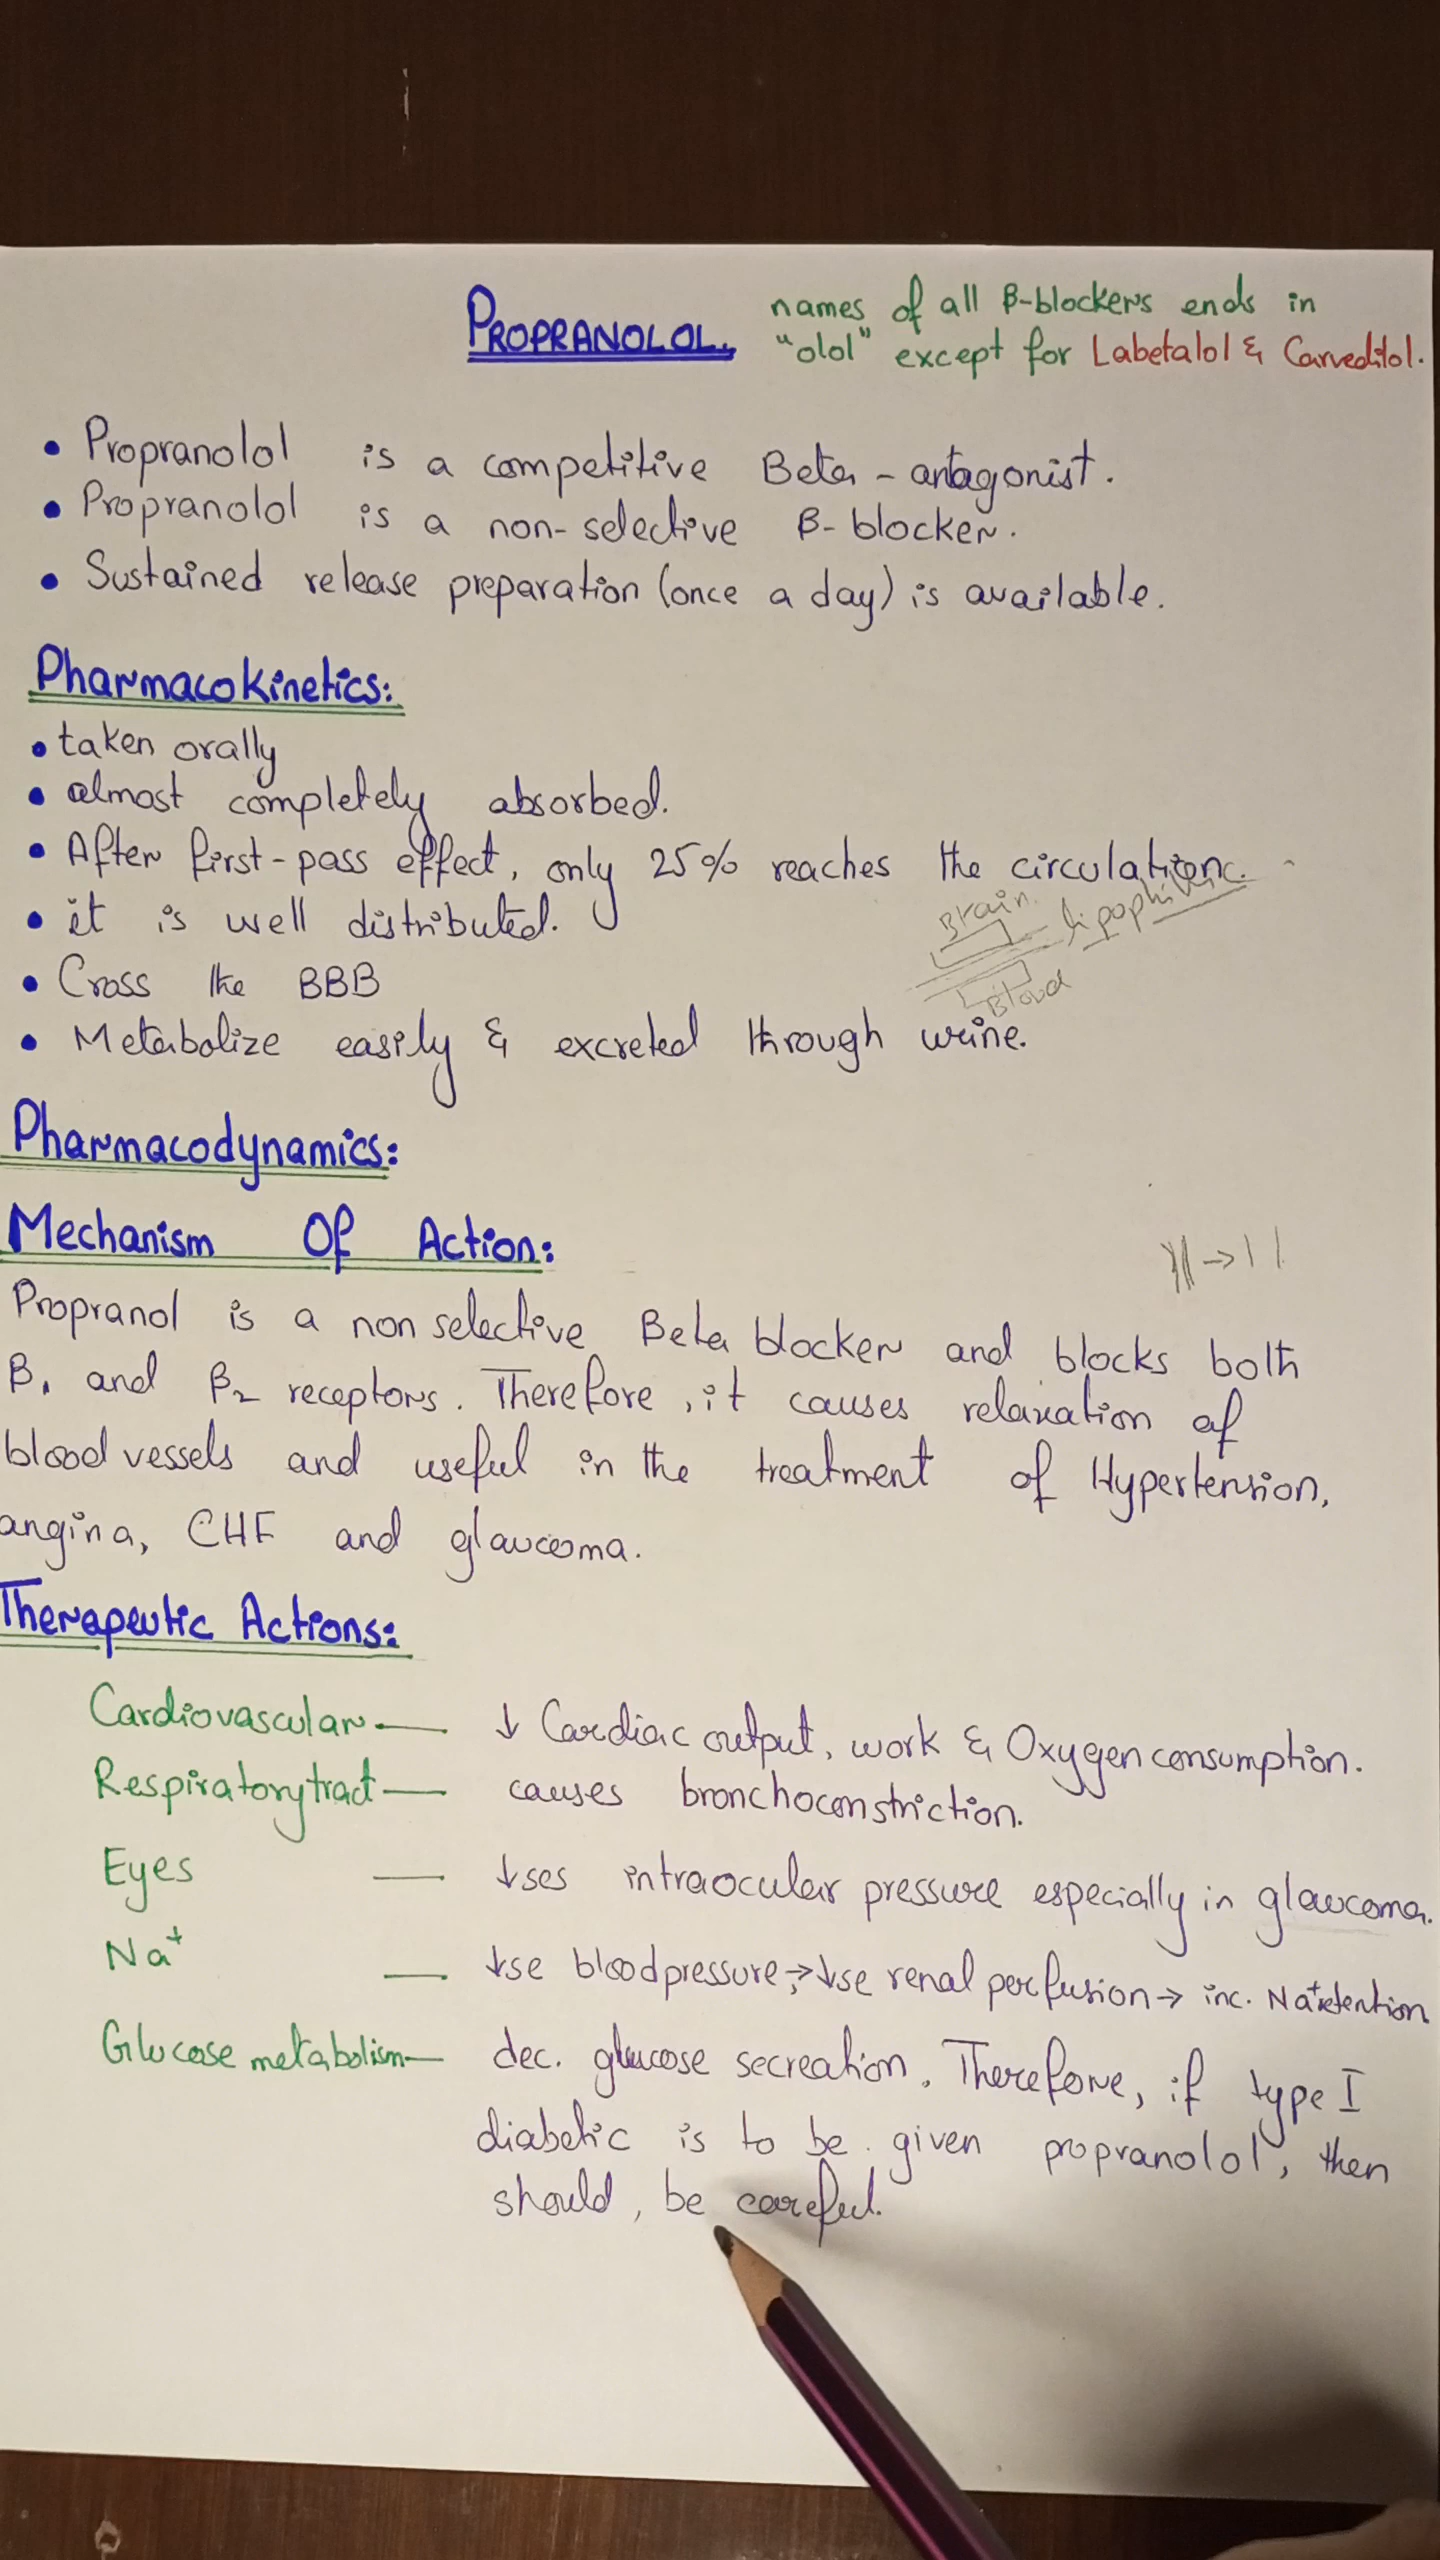 PROPRANOLOL.
names of all β-blockers ends in
"olol" except for Labetalol & Carveditol.
• Propranolol is a competitive Beta-antagonist.
• Propranolol is a non-selective β-blocker.
• Sustained release preparation (once a day) is available.
Pharmacokinetics:
• taken orally
• almost completely absorbed.
• After first-pass effect, only 25% reaches the circulation.
• it is well distributed.
Brain
lipophilic
Blood
• Cross the BBB
• Metabolize easily & excreted through urine.
Pharmacodynamics:
Mechanism Of Action:
Propranol is a non selective Beta blocker and blocks both
β₁ and β₂ receptors. Therefore, it causes relaxation of
blood vessels and useful in the treatment of Hypertension,
angina, CHF and glaucoma.
Therapeutic Actions:
Cardiovascular — ↓ Cardiac output, work & Oxygen consumption.
Respiratory tract — causes bronchoconstriction.
Eyes — ↓ses intraocular pressure especially in glaucoma.
Na⁺ — ↓se blood pressure, → ↓se renal perfusion → inc. Na⁺ retention
Glucose metabolism — dec. glucose secreation. Therefore, if type I
diabetic is to be given propranolol, then
should, be careful.